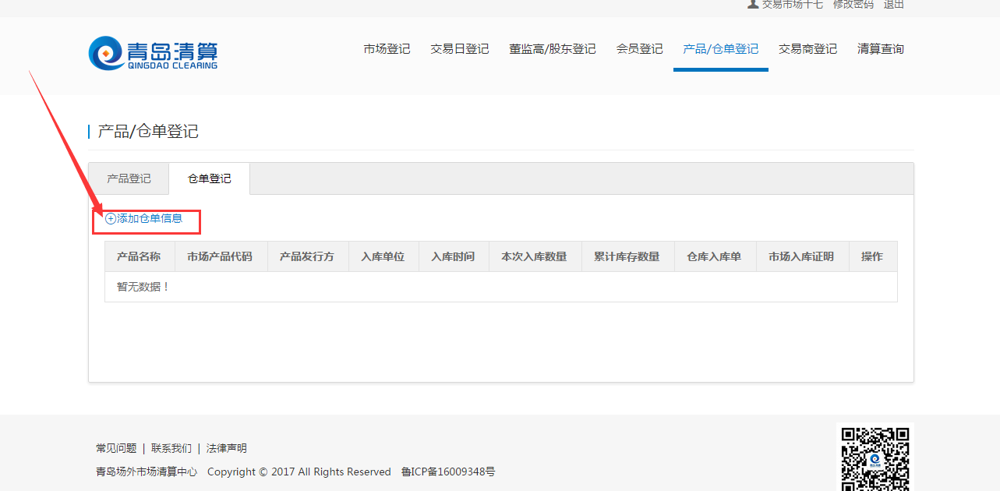 交易市场十七 修改密码 退出
青岛清算
QINGDAO CLEARING
市场登记 交易日登记 董监高/股东登记 会员登记 产品/仓单登记 交易商登记 清算查询
产品/仓单登记
产品登记 仓单登记
添加仓单信息
产品名称 市场产品代码 产品发行方 入库单位 入库时间 本次入库数量 累计库存数量 仓库入库单 市场入库证明 操作
暂无数据！
常见问题 | 联系我们 | 法律声明
青岛场外市场清算中心 Copyright © 2017 All Rights Reserved 鲁ICP备16009348号